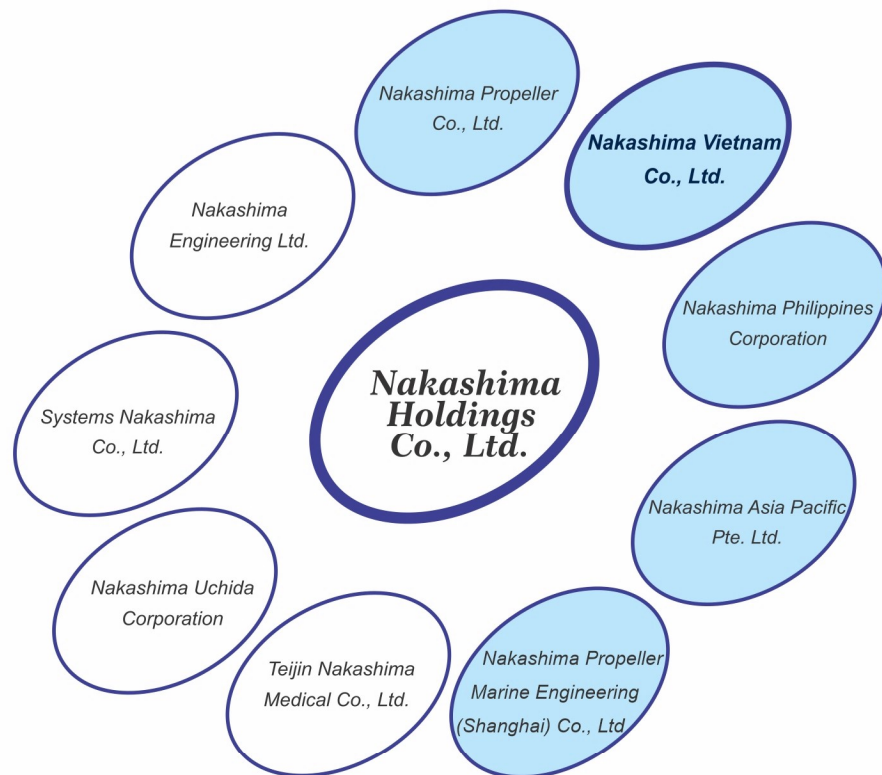 Nakashima Propeller
Co., Ltd.
Nakashima Vietnam
Co., Ltd.
Nakashima
Engineering Ltd.
Nakashima Philippines
Corporation
Nakashima
Holdings
Co., Ltd.
Systems Nakashima
Co., Ltd.
Nakashima Asia Pacific
Pte. Ltd.
Nakashima Uchida
Corporation
Teijin Nakashima
Medical Co., Ltd.
Nakashima Propeller
Marine Engineering
(Shanghai) Co., Ltd